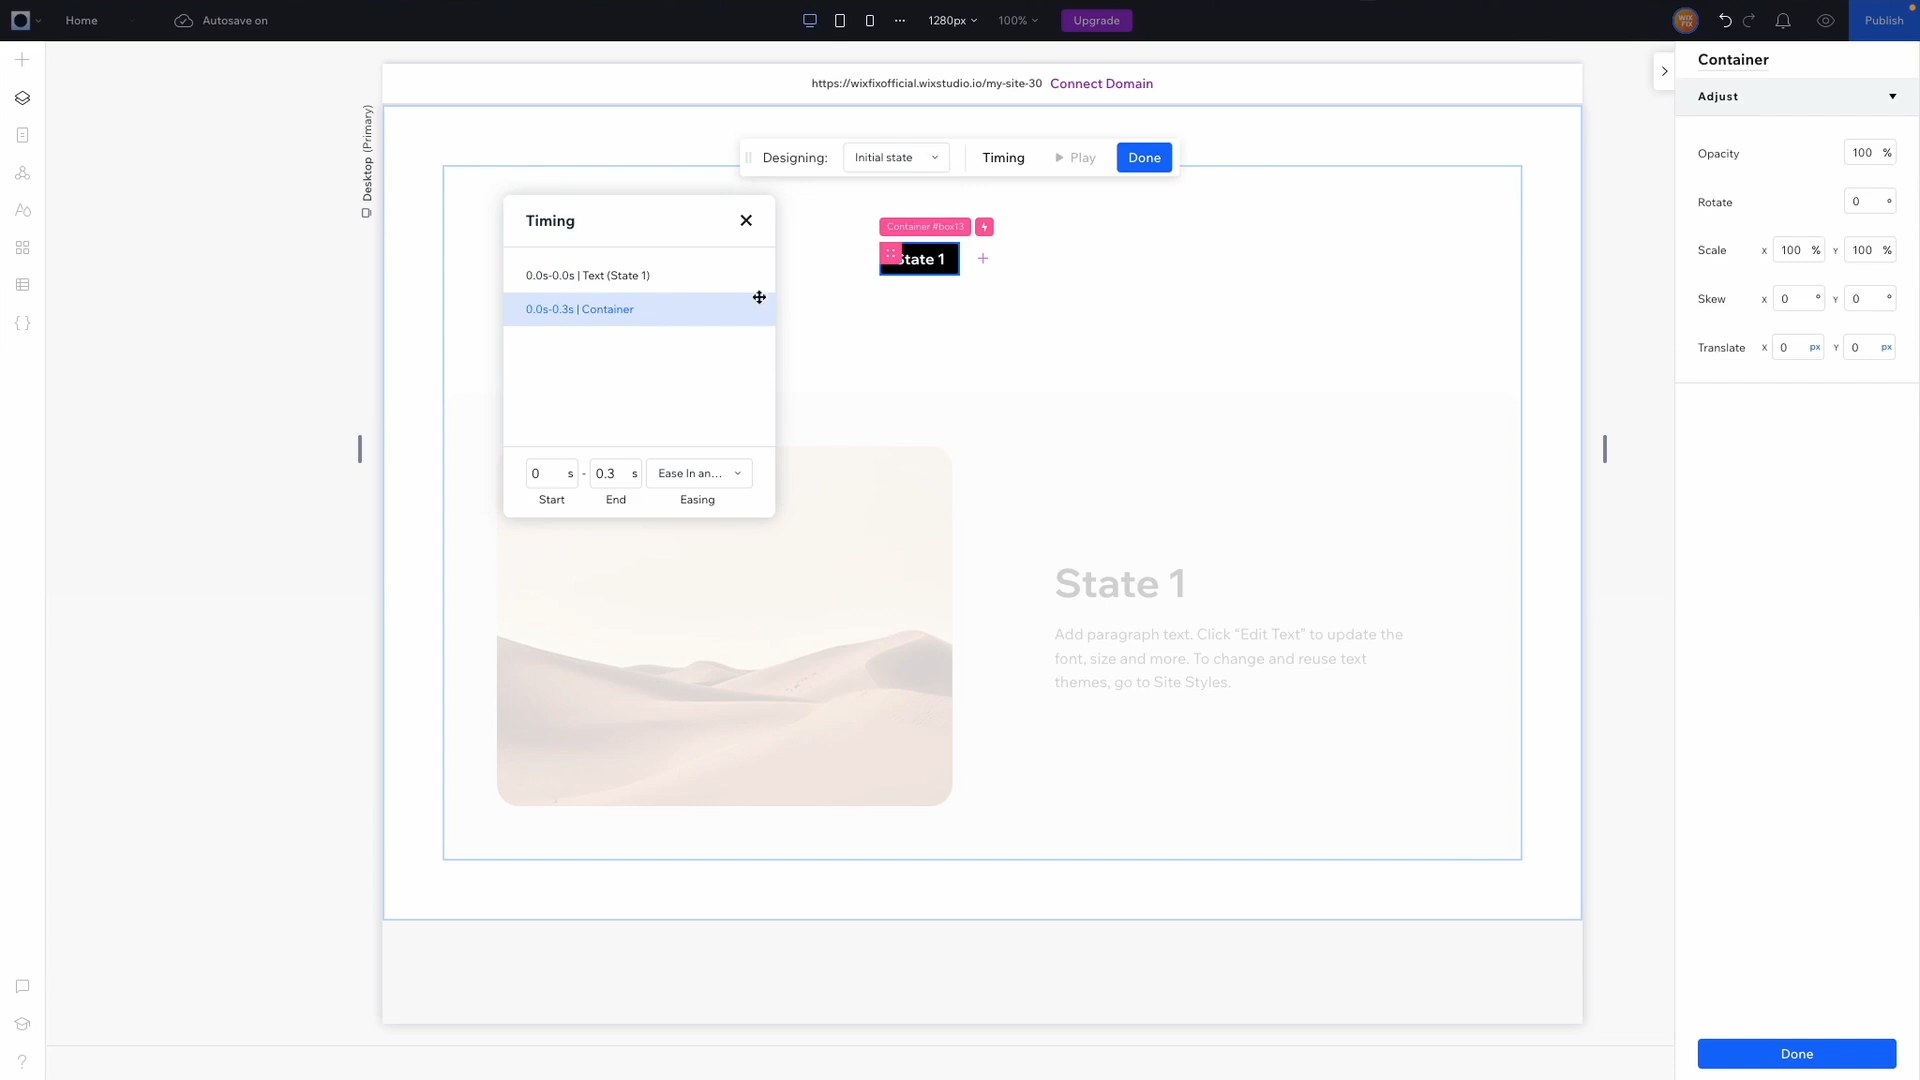 Home
Autosave on
1280px
100%
Upgrade
WIX
FIX
Publish
https://wixfixofficial.wixstudio.io/my-site-30 Connect Domain
Desktop (Primary)
Designing: Initial state Timing Play Done
Timing
0.0s-0.0s | Text (State 1)
0.0s-0.3s | Container
0 s - 0.3 s Ease In an...
Start End Easing
Container #box13
State 1
State 1
Add paragraph text. Click “Edit Text” to update the
font, size and more. To change and reuse text
themes, go to Site Styles.
Container
Adjust
Opacity 100 %
Rotate 0 °
Scale X 100 % Y 100 %
Skew X 0 ° Y 0 °
Translate X 0 px Y 0 px
Done